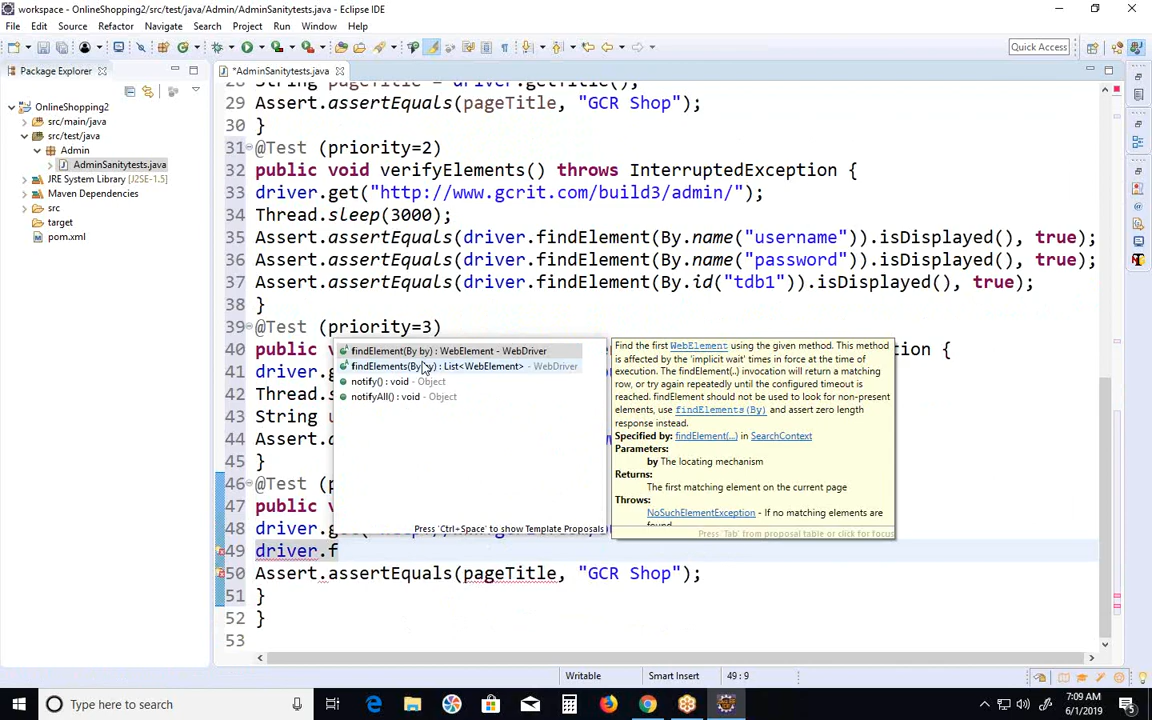 workspace - OnlineShopping2/src/test/java/Admin/AdminSanitytests.java - Eclipse IDE
File Edit Source Refactor Navigate Search Project Run Window Help
Quick Access
Package Explorer
*AdminSanitytests.java
OnlineShopping2
src/main/java
src/test/java
Admin
AdminSanitytests.java
JRE System Library [J2SE-1.5]
Maven Dependencies
src
target
pom.xml
28 String pageTitle = driver.getTitle();
29 Assert.assertEquals(pageTitle, "GCR Shop");
30 }
31 @Test (priority=2)
32 public void verifyElements() throws InterruptedException {
33 driver.get("http://www.gcrit.com/build3/admin/");
34 Thread.sleep(3000);
35 Assert.assertEquals(driver.findElement(By.name("username")).isDisplayed(), true);
36 Assert.assertEquals(driver.findElement(By.name("password")).isDisplayed(), true);
37 Assert.assertEquals(driver.findElement(By.id("tdb1")).isDisplayed(), true);
38 }
39 @Test (priority=3)
40 public v
41 driver.g
42 Thread.s
43 String u
44 Assert.a
45 }
46 @Test (p
47 public v
48 driver.ge
49 driver.f
50 Assert.assertEquals(pageTitle, "GCR Shop");
51 }
52 }
53
findElement(By by) : WebElement - WebDriver
findElements(By by) : List<WebElement> - WebDriver
notify() : void - Object
notifyAll() : void - Object
Press 'Ctrl+Space' to show Template Proposals
Find the first WebElement using the given method. This method
is affected by the 'implicit wait' times in force at the time of
execution. The findElement(..) invocation will return a matching
row, or try again repeatedly until the configured timeout is
reached. findElement should not be used to look for non-present
elements, use findElements(By) and assert zero length
response instead.
Specified by: findElement(...) in SearchContext
Parameters:
by The locating mechanism
Returns:
The first matching element on the current page
Throws:
NoSuchElementException - If no matching elements are
found
Press 'Tab' from proposal table or click for focus
Writable Smart Insert 49 : 9
Type here to search
7:09 AM
6/1/2019